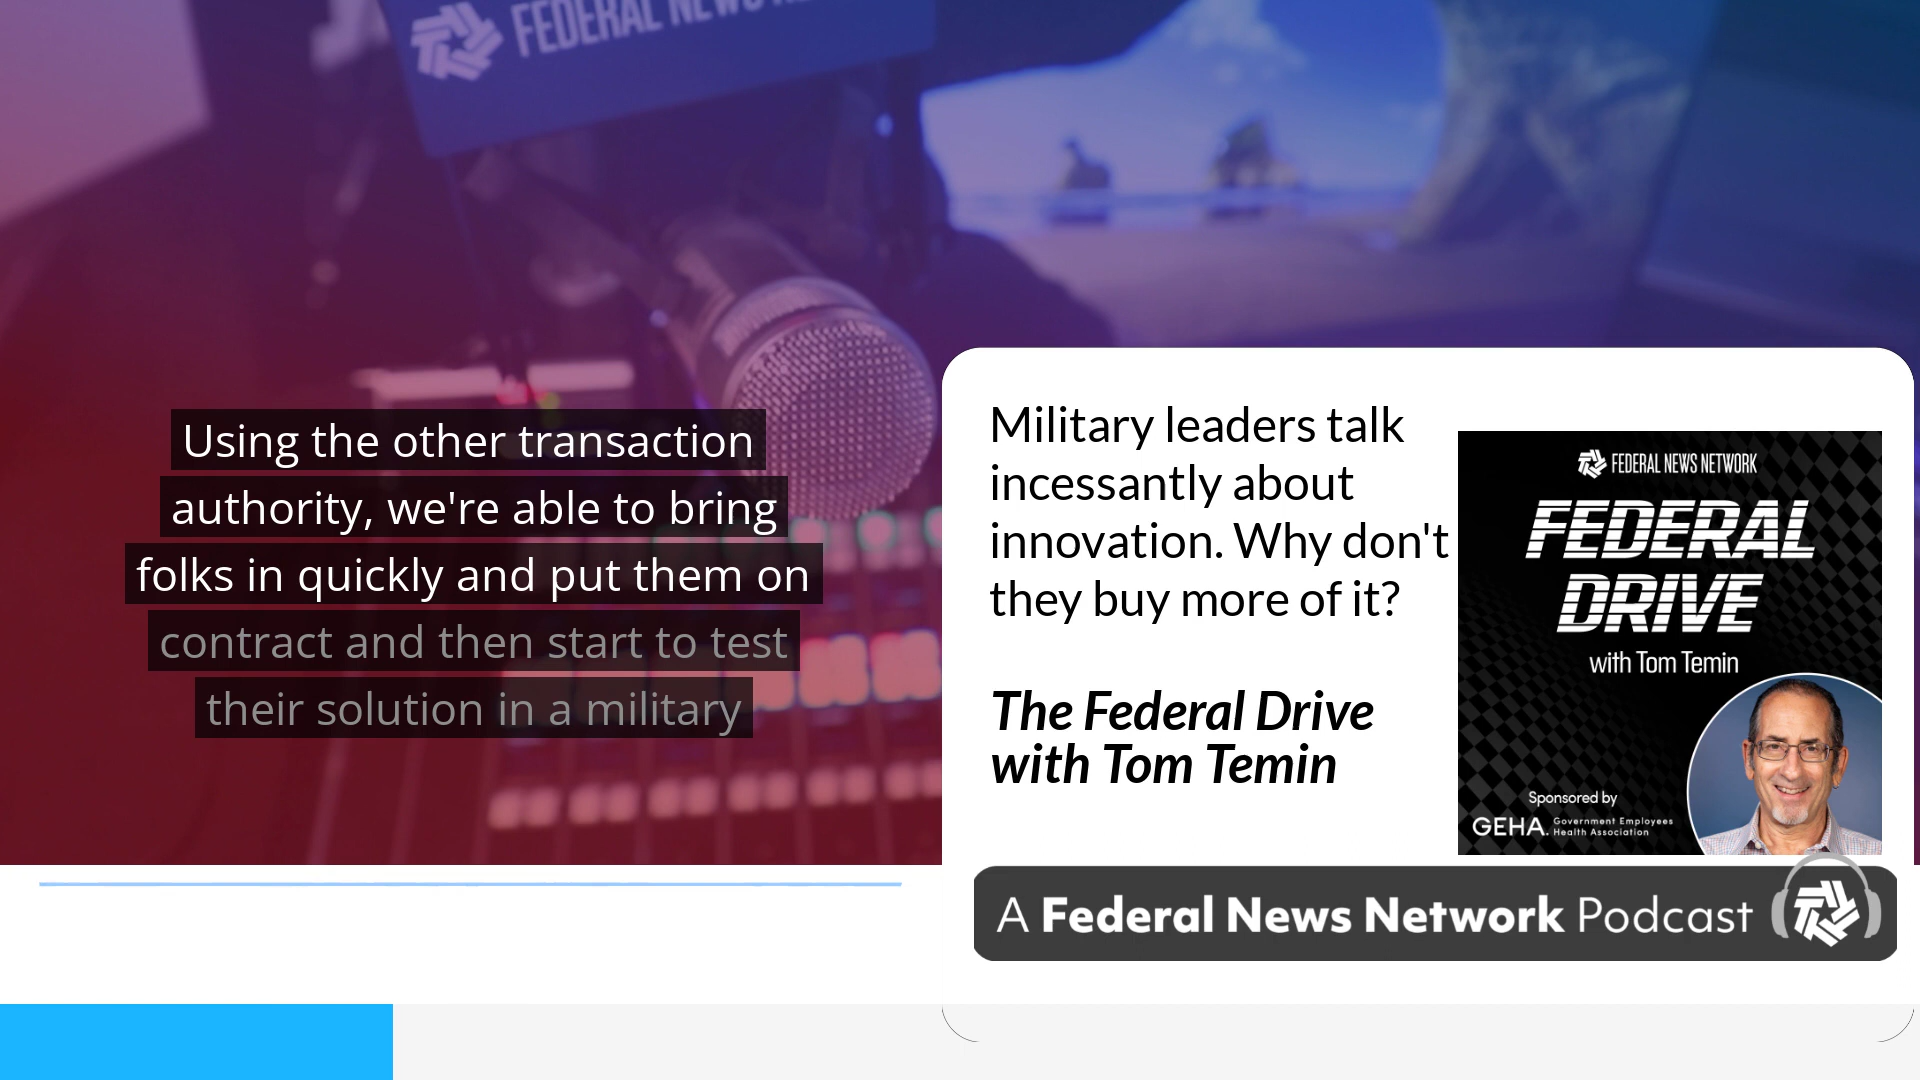 FEDERAL NEWS
Using the other transaction
authority, we're able to bring
folks in quickly and put them on
contract and then start to test
their solution in a military
Military leaders talk
incessantly about
innovation. Why don't
they buy more of it?
The Federal Drive
with Tom Temin
FEDERAL NEWS NETWORK
FEDERAL
DRIVE
with Tom Temin
Sponsored by
GEHA. Government Employees
Health Association
A Federal News Network Podcast